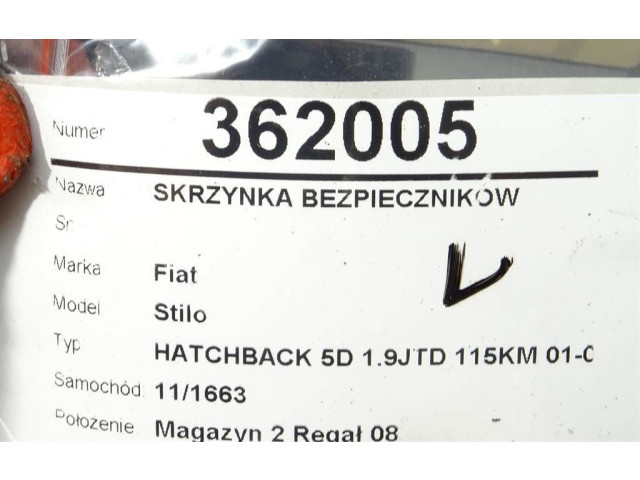 Numer 362005
Nazwa SKRZYNKA BEZPIECZNIKÓW
Marka Fiat
Model Stilo
Typ HATCHBACK 5D 1.9JTD 115KM 01-0
Samochód 11/1663
Położenie Magazyn 2 Regał 08